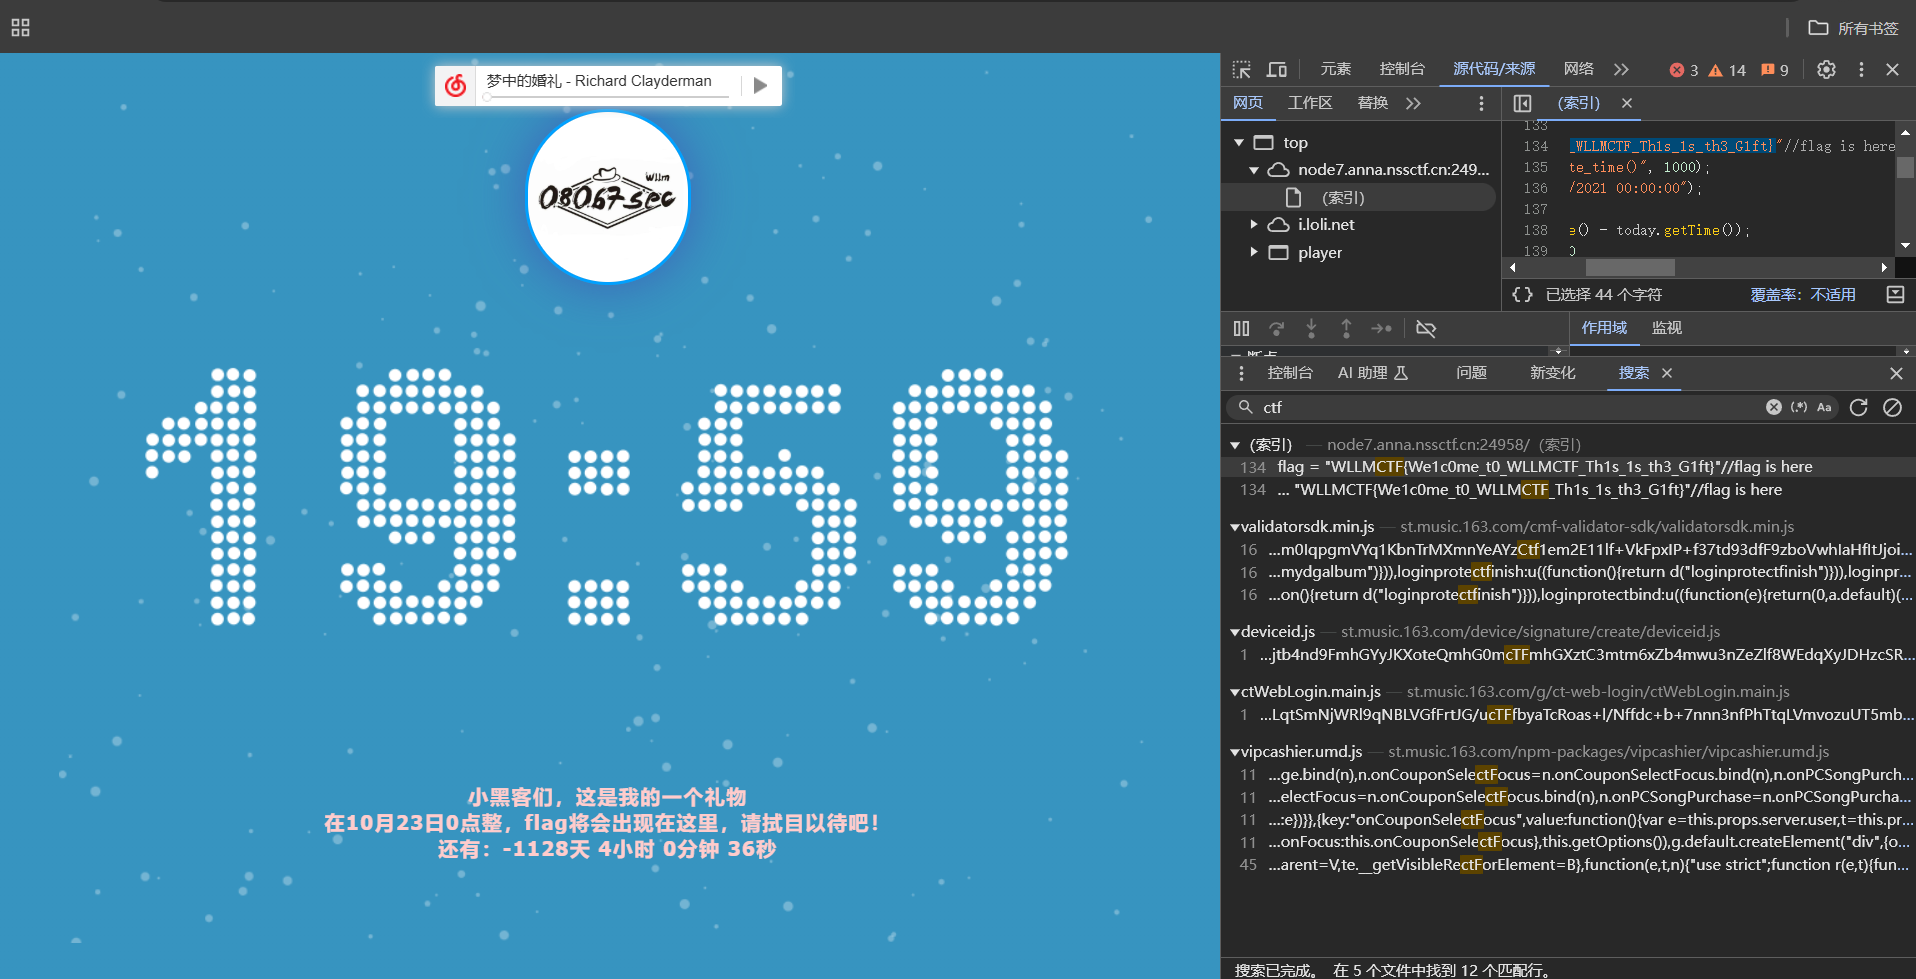 所有书签
梦中的婚礼 - Richard Clayderman
Wllm
08067sec
19:59
小黑客们，这是我的一个礼物
在10月23日0点整，flag将会出现在这里，请拭目以待吧！
还有：-1128天 4小时 0分钟 36秒
元素 控制台 源代码/来源 网络 3 14 9
网页 工作区 替换 (索引)
top
node7.anna.nssctf.cn:249...
(索引)
i.loli.net
player
133
134 _WLLMCTF_Th1s_1s_th3_G1ft}"//flag is here
135 te_time()", 1000);
136 /2021 00:00:00");
137
138 e() - today.getTime());
139 )
{} 已选择 44 个字符 覆盖率：不适用
作用域 监视
断点
控制台 AI 助理 问题 新变化 搜索
ctf (.*) Aa
(索引) — node7.anna.nssctf.cn:24958/ (索引)
134 flag = "WLLMCTF{We1c0me_t0_WLLMCTF_Th1s_1s_th3_G1ft}"//flag is here
134 ... "WLLMCTF{We1c0me_t0_WLLMCTF_Th1s_1s_th3_G1ft}"//flag is here
validatorsdk.min.js — st.music.163.com/cmf-validator-sdk/validatorsdk.min.js
16 ...m0IqpgmVYq1KbnTrMXmnYeAYzCtf1em2E11lf+VkFpxIP+f37td93dfF9zboVwhIaHfItJjoi...
16 ...mydgalbum")})),loginprotectfinish:u((function(){return d("loginprotectfinish")})),loginpr...
16 ...on(){return d("loginprotectfinish")})),loginprotectbind:u((function(e){return(0,a.default)(...
deviceid.js — st.music.163.com/device/signature/create/deviceid.js
1 ...jtb4nd9FmhGYyJKXoteQmhG0mcTFmhGXztC3mtm6xZb4mwu3nZeZlf8WEdqXyJDHzcSR...
ctWebLogin.main.js — st.music.163.com/g/ct-web-login/ctWebLogin.main.js
1 ...LqtSmNjWRl9qNBLVGfFrtJG/ucTFfbyaTcRoas+l/Nffdc+b+7nnn3nfPhTtqLVmvozuUT5mb...
vipcashier.umd.js — st.music.163.com/npm-packages/vipcashier/vipcashier.umd.js
11 ...ge.bind(n),n.onCouponSelectFocus=n.onCouponSelectFocus.bind(n),n.onPCSongPurch...
11 ...electFocus=n.onCouponSelectFocus.bind(n),n.onPCSongPurchase=n.onPCSongPurcha...
11 ...:e})}},{key:"onCouponSelectFocus",value:function(){var e=this.props.server.user,t=this.pr...
11 ...onFocus:this.onCouponSelectFocus},this.getOptions()),g.default.createElement("div",{o...
45 ...arent=V,te.__getVisibleRectForElement=B},function(e,t,n){"use strict";function r(e,t){fun...
搜索已完成。 在 5 个文件中找到 12 个匹配行。